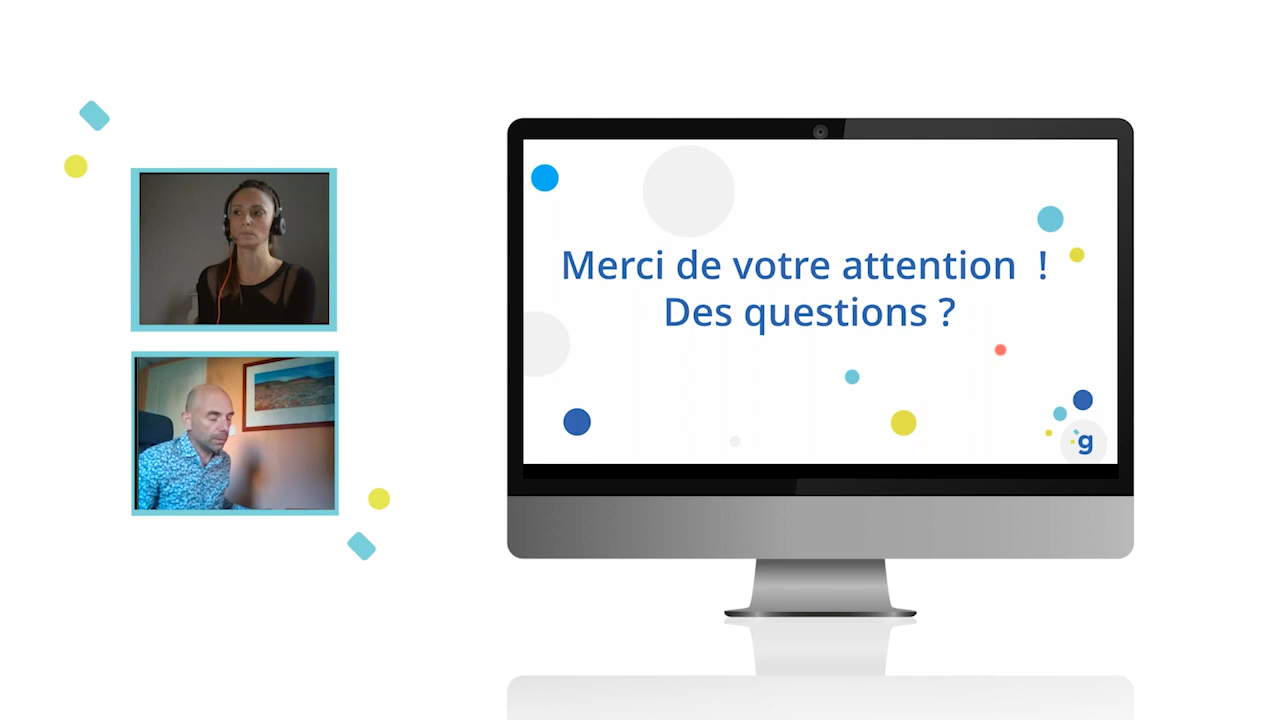 Merci de votre attention  !
Des questions ?
g